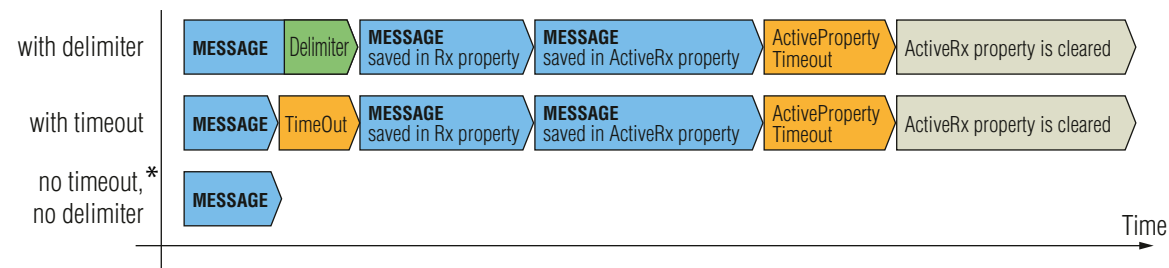 with delimiter
MESSAGE
Delimiter
MESSAGE
saved in Rx property
MESSAGE
saved in ActiveRx property
ActiveProperty
Timeout
ActiveRx property is cleared
with timeout
MESSAGE
TimeOut
MESSAGE
saved in Rx property
MESSAGE
saved in ActiveRx property
ActiveProperty
Timeout
ActiveRx property is cleared
no timeout,*
no delimiter
MESSAGE
Time